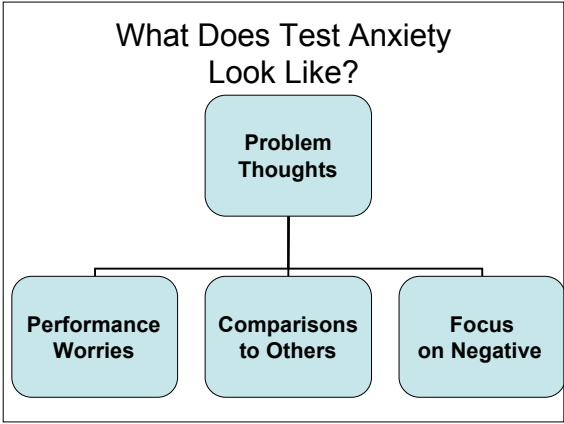 What Does Test Anxiety
Look Like?
Problem
Thoughts
Performance
Worries
Comparisons
to Others
Focus
on Negative